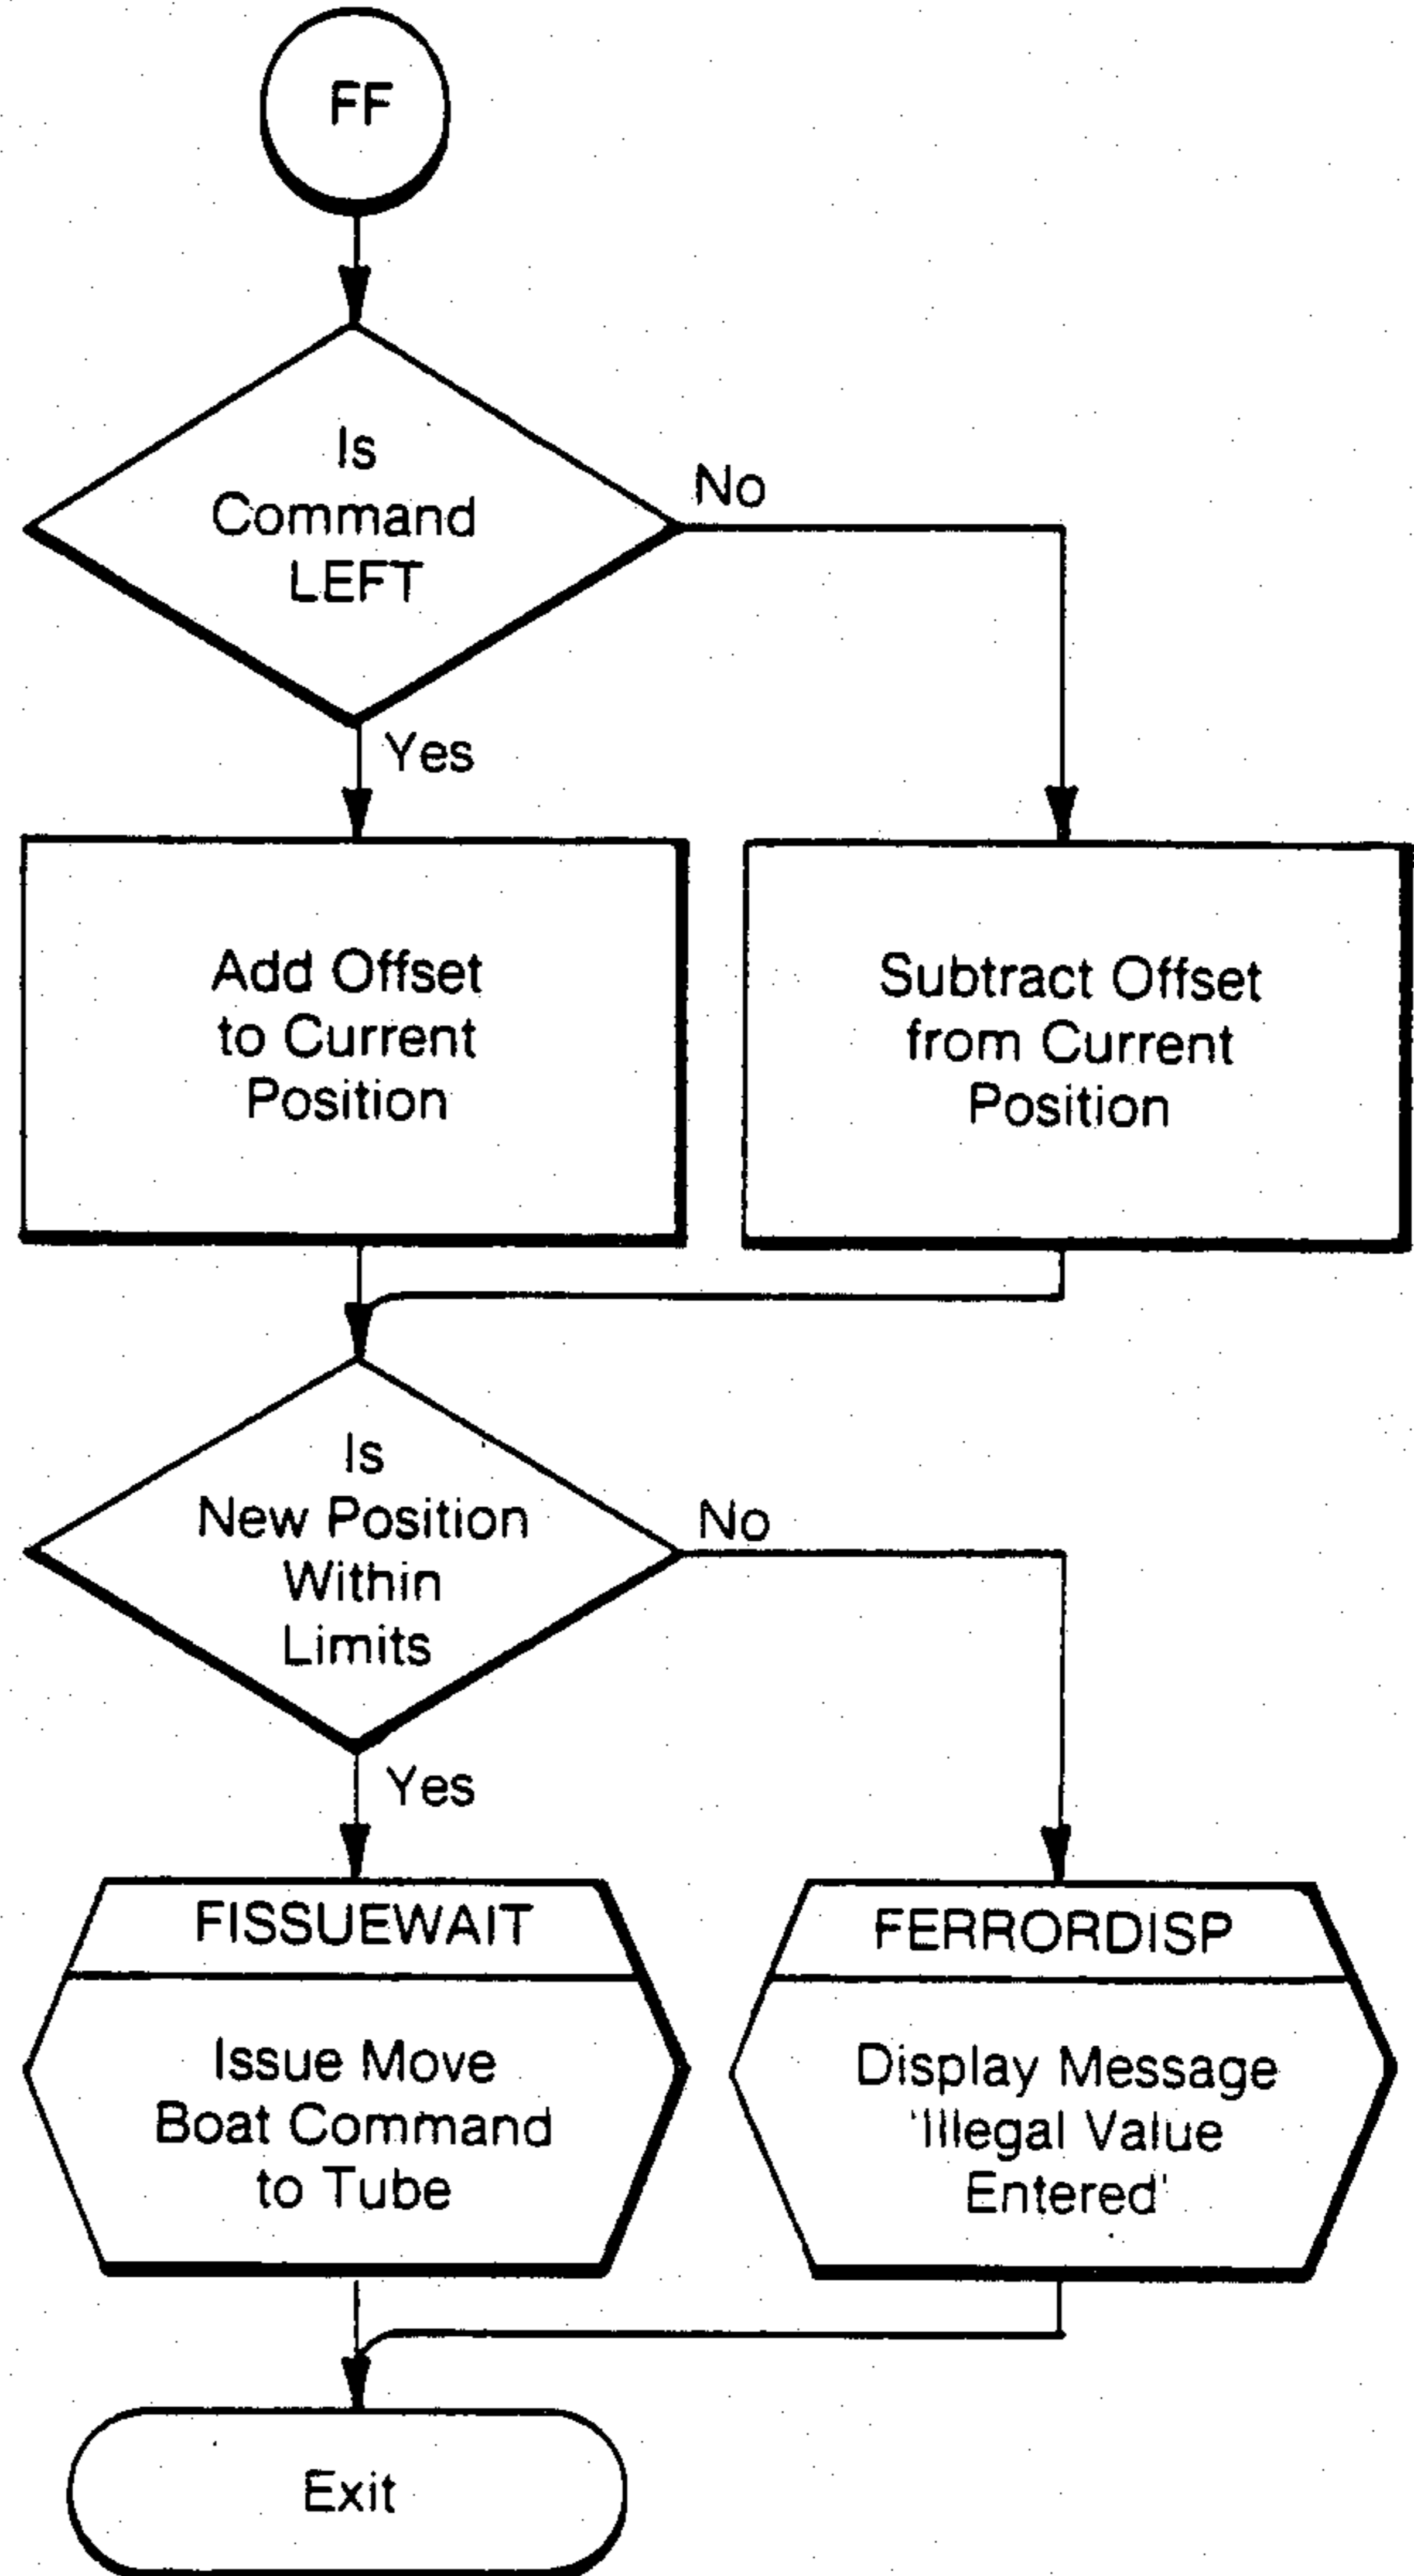 FF
Is
Command
LEFT
No
Yes
Add Offset
to Current
Position
Subtract Offset
from Current
Position
Is
New Position
Within
Limits
No
Yes
FISSUEWAIT
Issue Move
Boat Command
to Tube
FERRORDISP
Display Message
'Illegal Value
Entered'
Exit